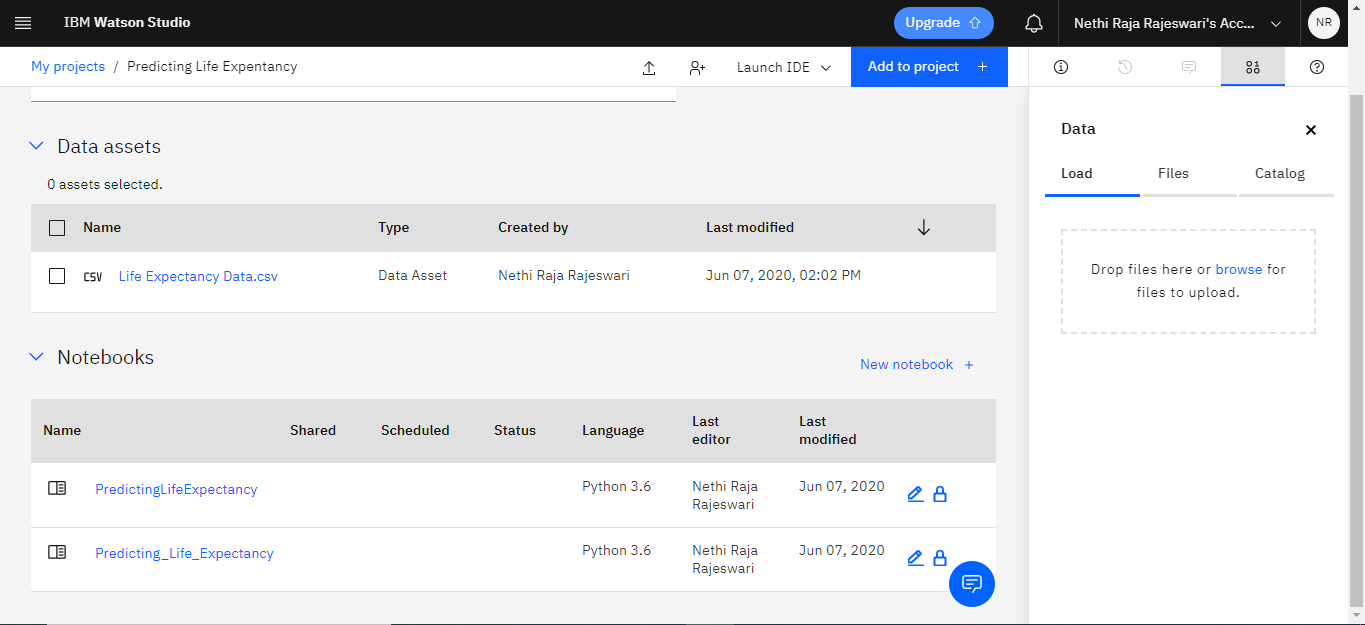 IBM Watson Studio
Upgrade
Nethi Raja Rajeswari's Acc...
NR
My projects / Predicting Life Expentancy
Launch IDE
Add to project +
Data assets
0 assets selected.
Name Type Created by Last modified
CSV Life Expectancy Data.csv Data Asset Nethi Raja Rajeswari Jun 07, 2020, 02:02 PM
Notebooks
New notebook +
Name Shared Scheduled Status Language Last editor Last modified
PredictingLifeExpectancy Python 3.6 Nethi Raja Rajeswari Jun 07, 2020
Predicting_Life_Expectancy Python 3.6 Nethi Raja Rajeswari Jun 07, 2020
Data
Load Files Catalog
Drop files here or browse for
files to upload.